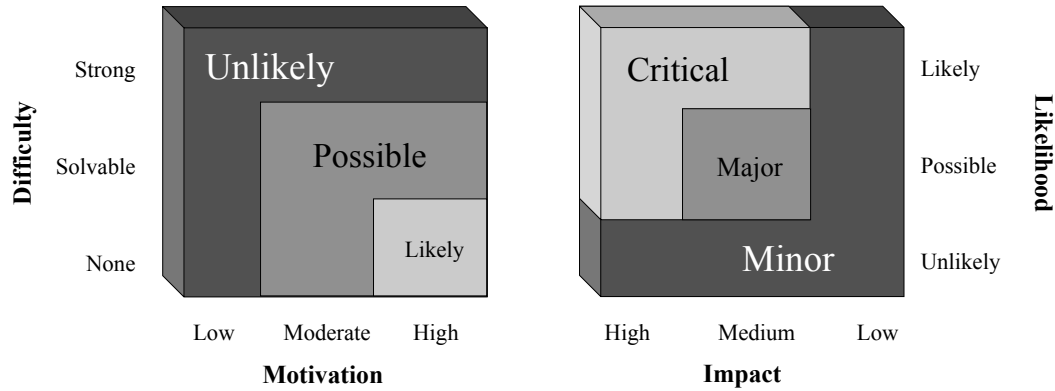 Unlikely
Strong
Possible
Solvable
Likely
None
Difficulty
Low Moderate High
Motivation
Critical
Likely
Major
Possible
Minor
Unlikely
Likelihood
High Medium Low
Impact